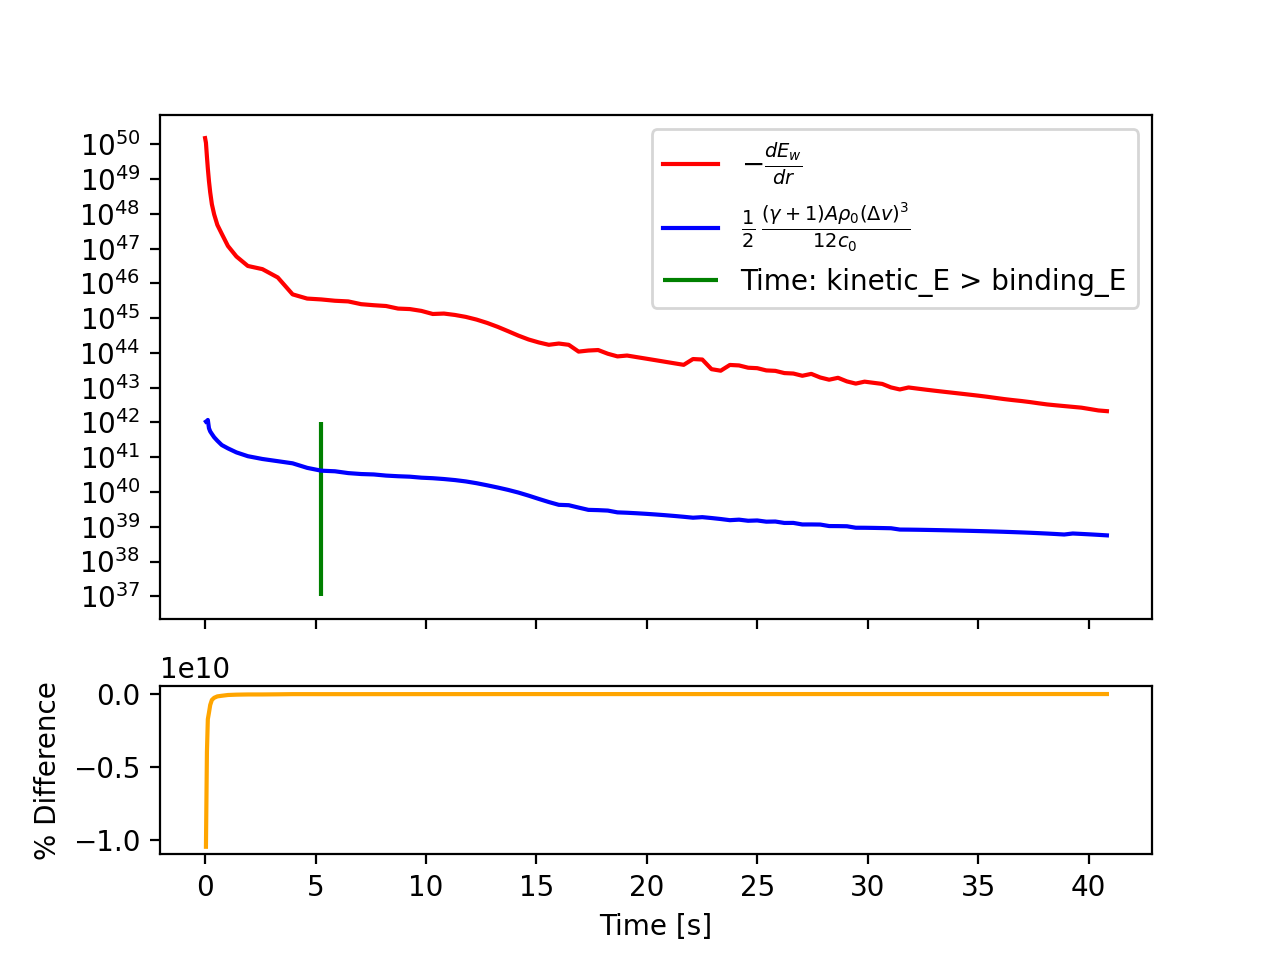 10^50
10^49
10^48
10^47
10^46
10^45
10^44
10^43
10^42
10^41
10^40
10^39
10^38
10^37
−dE_w/dr
1/2 (γ + 1)Aρ₀(Δv)³/12c₀
Time: kinetic_E > binding_E
1e10
0.0
−0.5
−1.0
% Difference
0 5 10 15 20 25 30 35 40
Time [s]